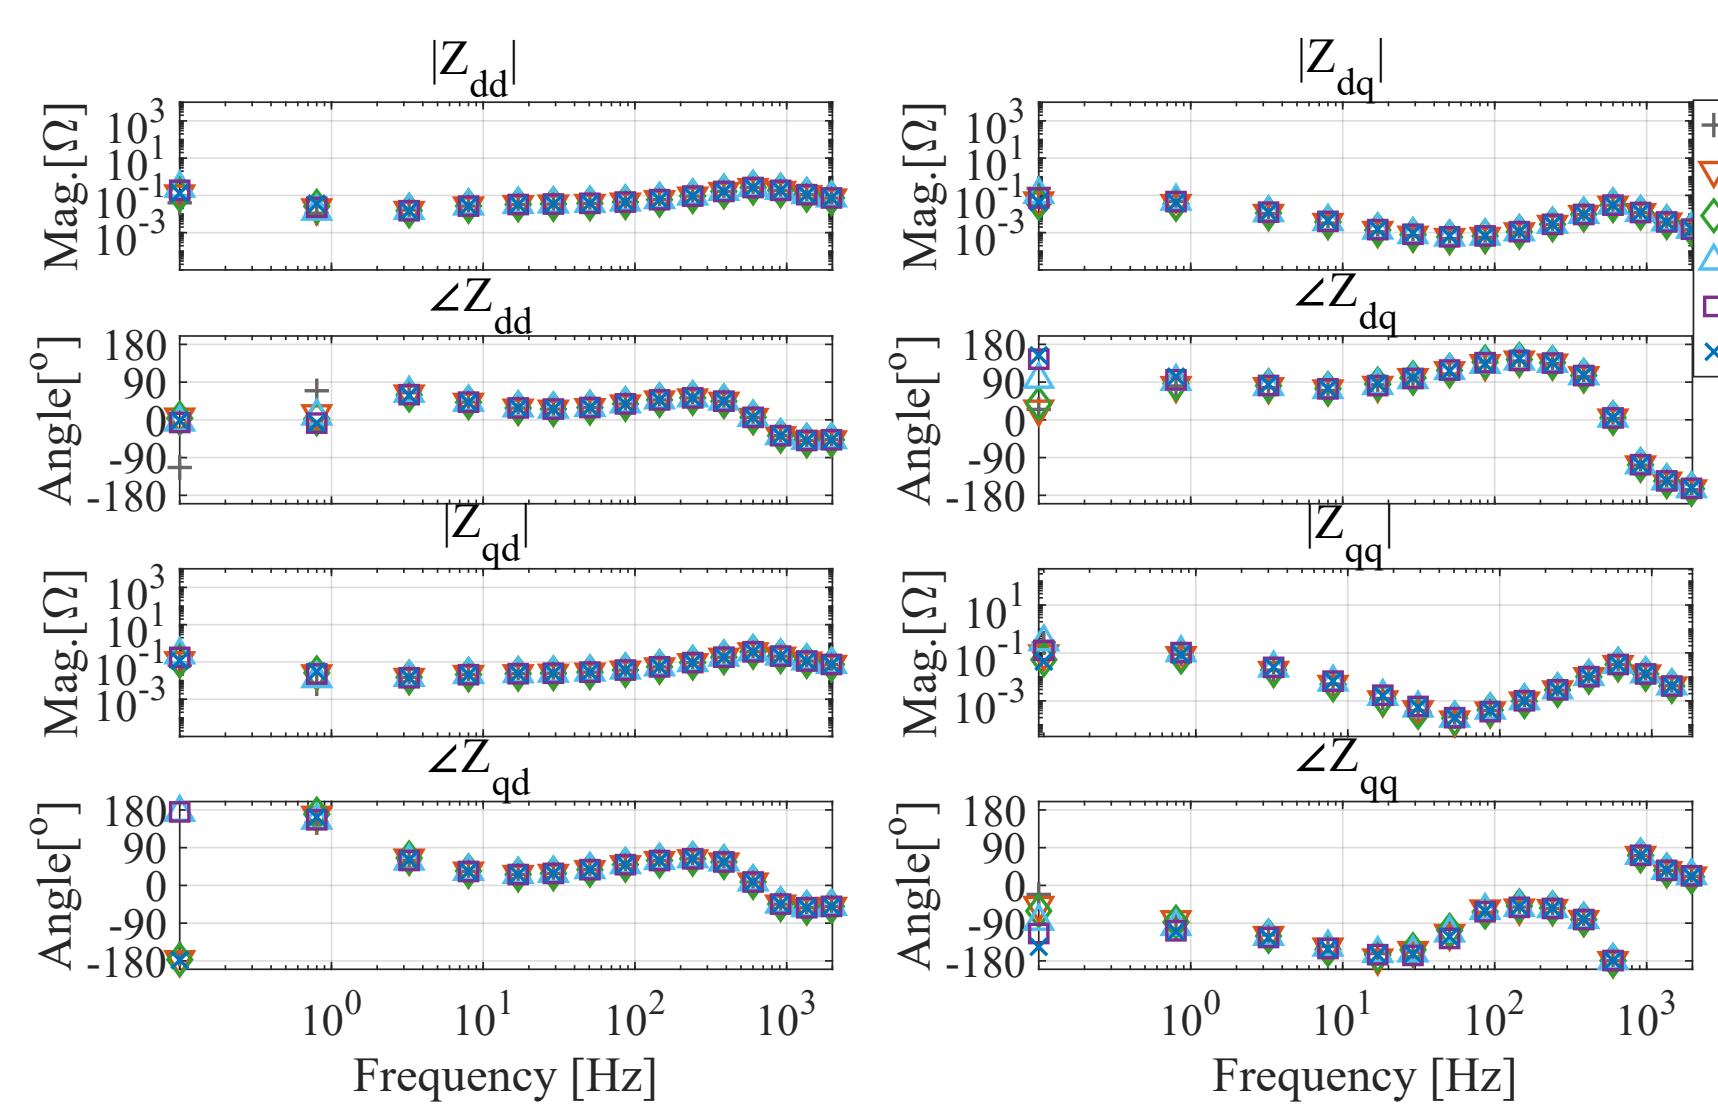 |Z_dd|
Mag.[Ω]
10^3
10^1
10^-1
10^-3
|Z_dq|
Mag.[Ω]
10^3
10^1
10^-1
10^-3
∠Z_dd
Angle[°]
180
90
0
-90
-180
∠Z_dq
Angle[°]
180
90
0
-90
-180
|Z_qd|
Mag.[Ω]
10^3
10^1
10^-1
10^-3
|Z_qq|
Mag.[Ω]
10^1
10^-1
10^-3
∠Z_qd
Angle[°]
180
90
0
-90
-180
10^0 10^1 10^2 10^3
Frequency [Hz]
∠Z_qq
Angle[°]
180
90
0
-90
-180
10^0 10^1 10^2 10^3
Frequency [Hz]